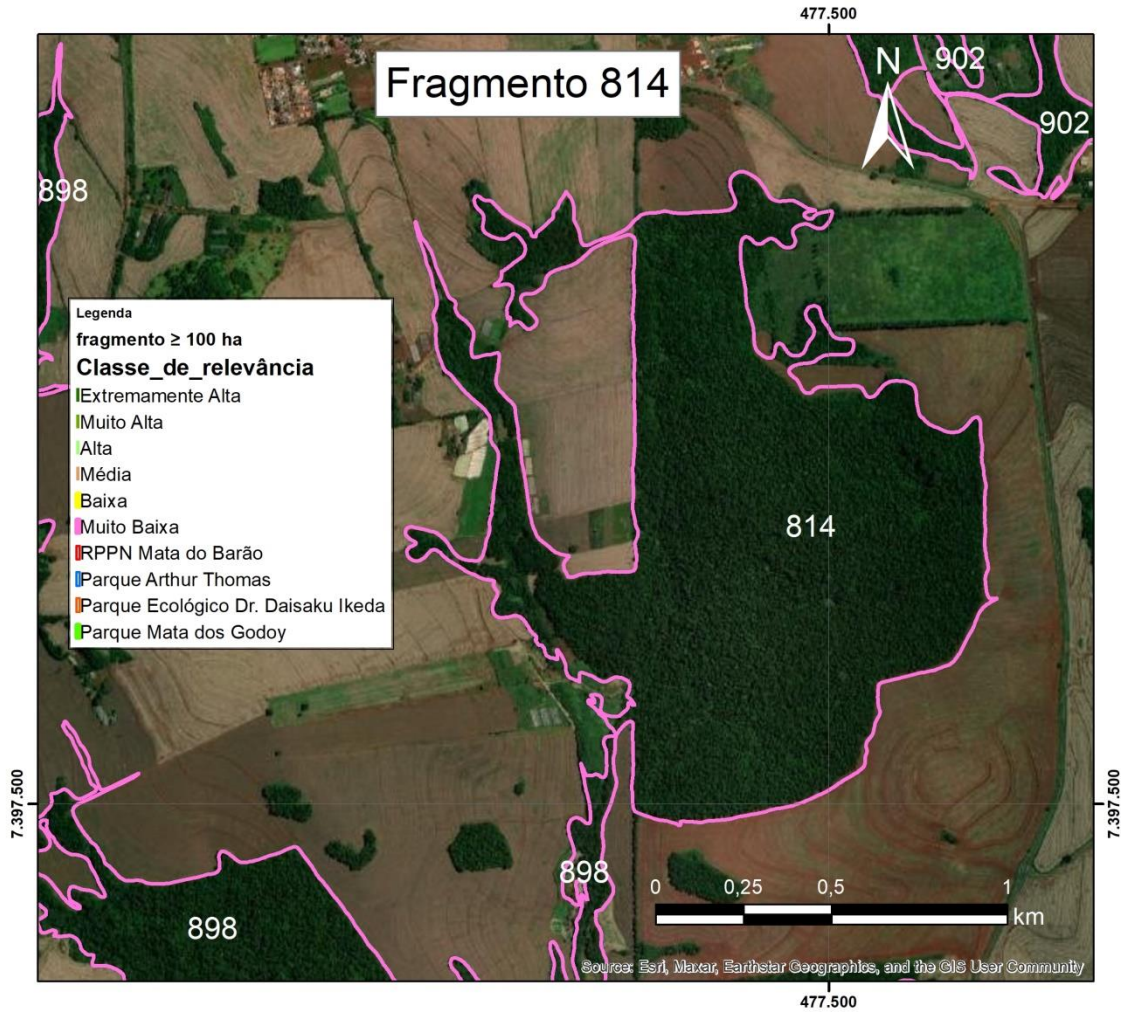 477.500
Fragmento 814
N
902
902
898
Legenda
fragmento ≥ 100 ha
Classe_de_relevância
Extremamente Alta
Muito Alta
Alta
Média
Baixa
Muito Baixa
RPPN Mata do Barão
Parque Arthur Thomas
Parque Ecológico Dr. Daisaku Ikeda
Parque Mata dos Godoy
814
7.397.500
7.397.500
898
898
0 0,25 0,5 1
km
Source: Esri, Maxar, Earthstar Geographics, and the GIS User Community
477.500